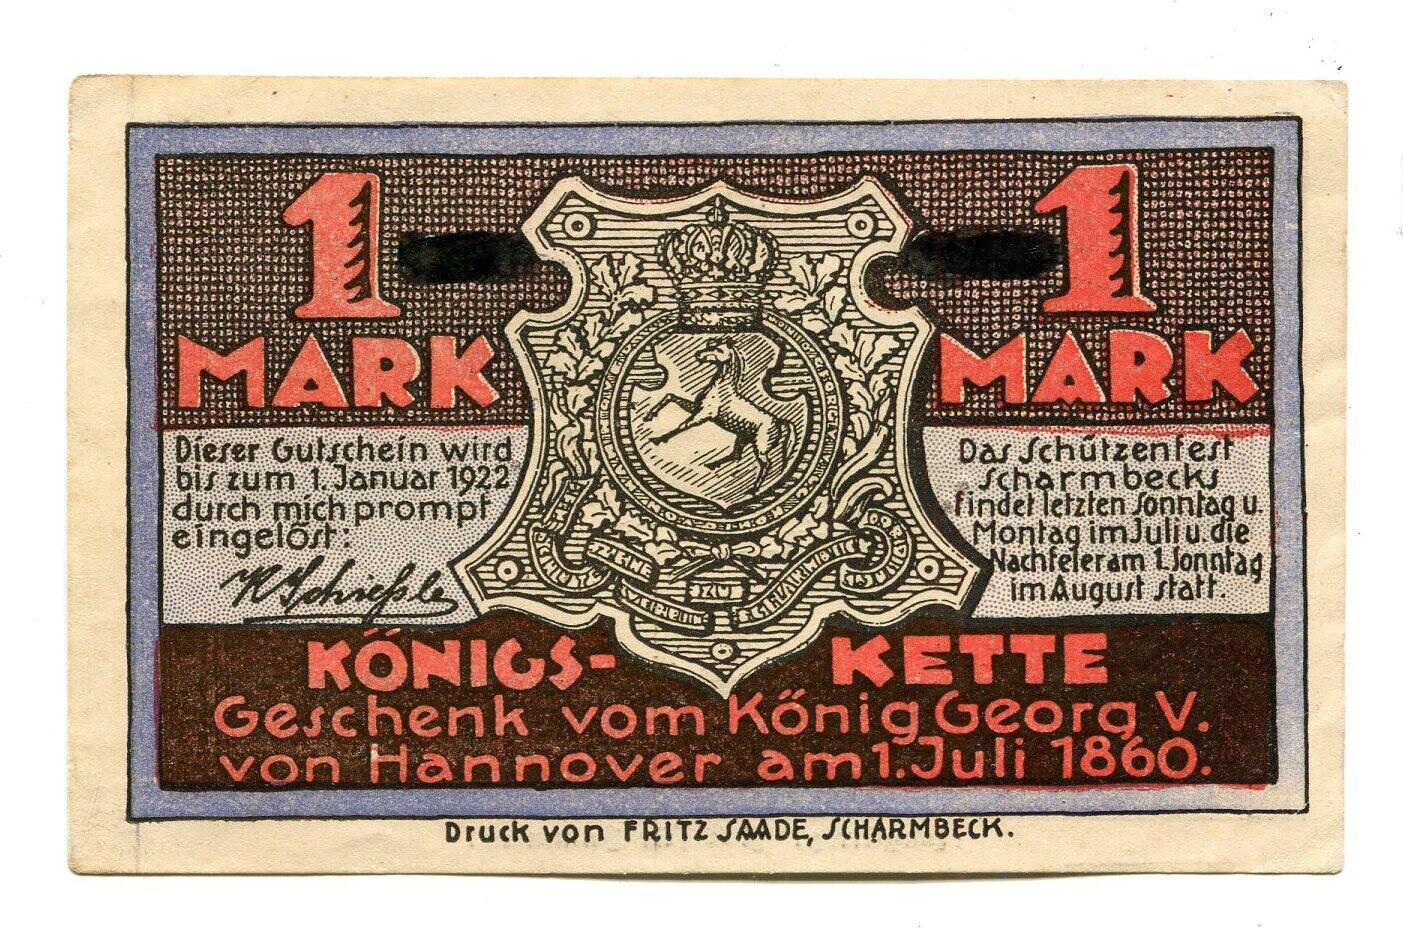 1 1
MARK MARK
Dieser Gutschein wird
bis zum 1. Januar 1922
durch mich prompt
eingelöst:
Das Schützenfest
Scharmbecks
findet letzten Sonntag u.
Montag im Juli u. die
Nachfeier am 1. Sonntag
im August statt.
KÖNIGS-KETTE
Geschenk vom König Georg V.
von Hannover am 1. Juli 1860.
Druck von FRITZ SAADE, SCHARMBECK.